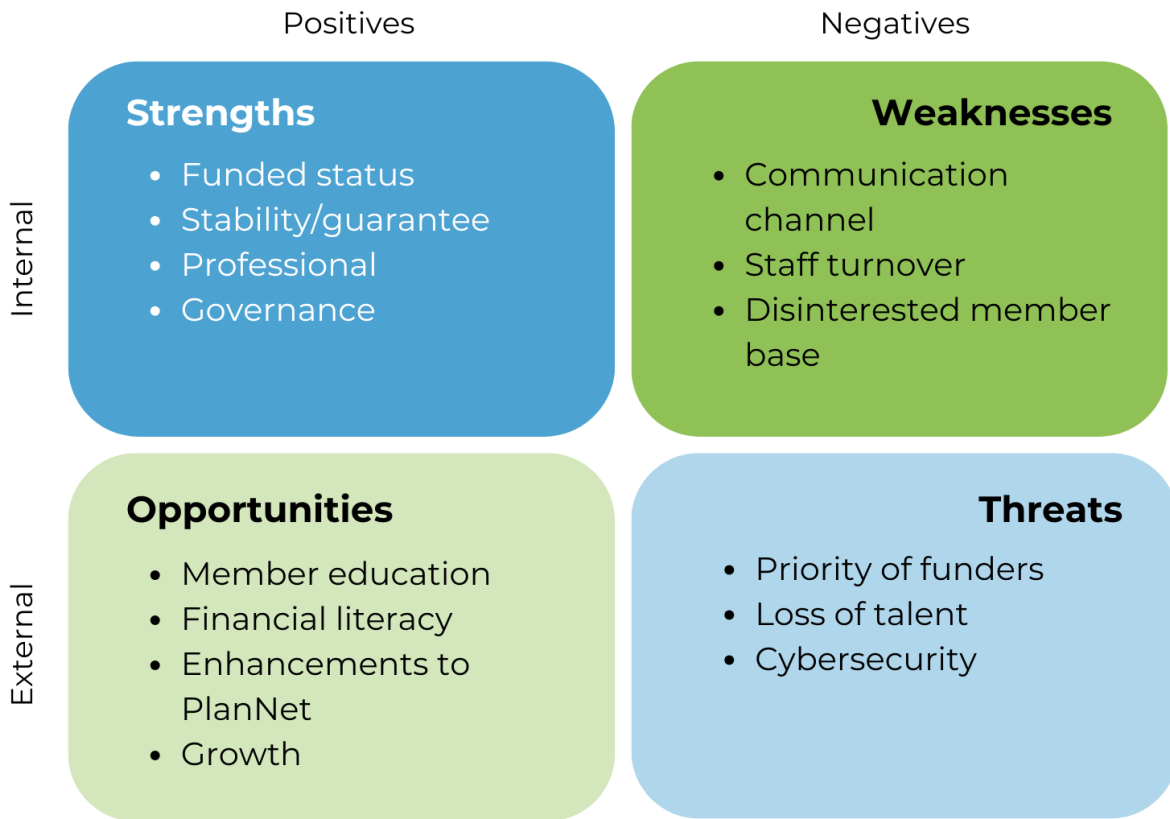 Positives
Negatives
Internal
Strengths
• Funded status
• Stability/guarantee
• Professional
• Governance
Weaknesses
• Communication
channel
• Staff turnover
• Disinterested member
base
External
Opportunities
• Member education
• Financial literacy
• Enhancements to
PlanNet
• Growth
Threats
• Priority of funders
• Loss of talent
• Cybersecurity